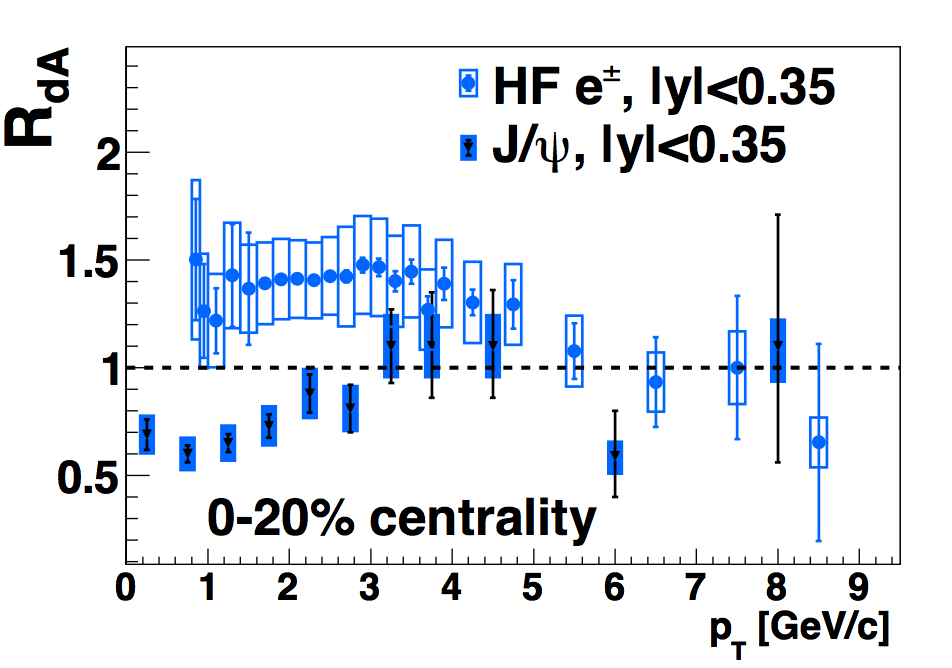 R_dA
HF e^±, |y|<0.35
J/ψ, |y|<0.35
2
1.5
1
0.5
0-20% centrality
0 1 2 3 4 5 6 7 8 9
p_T [GeV/c]